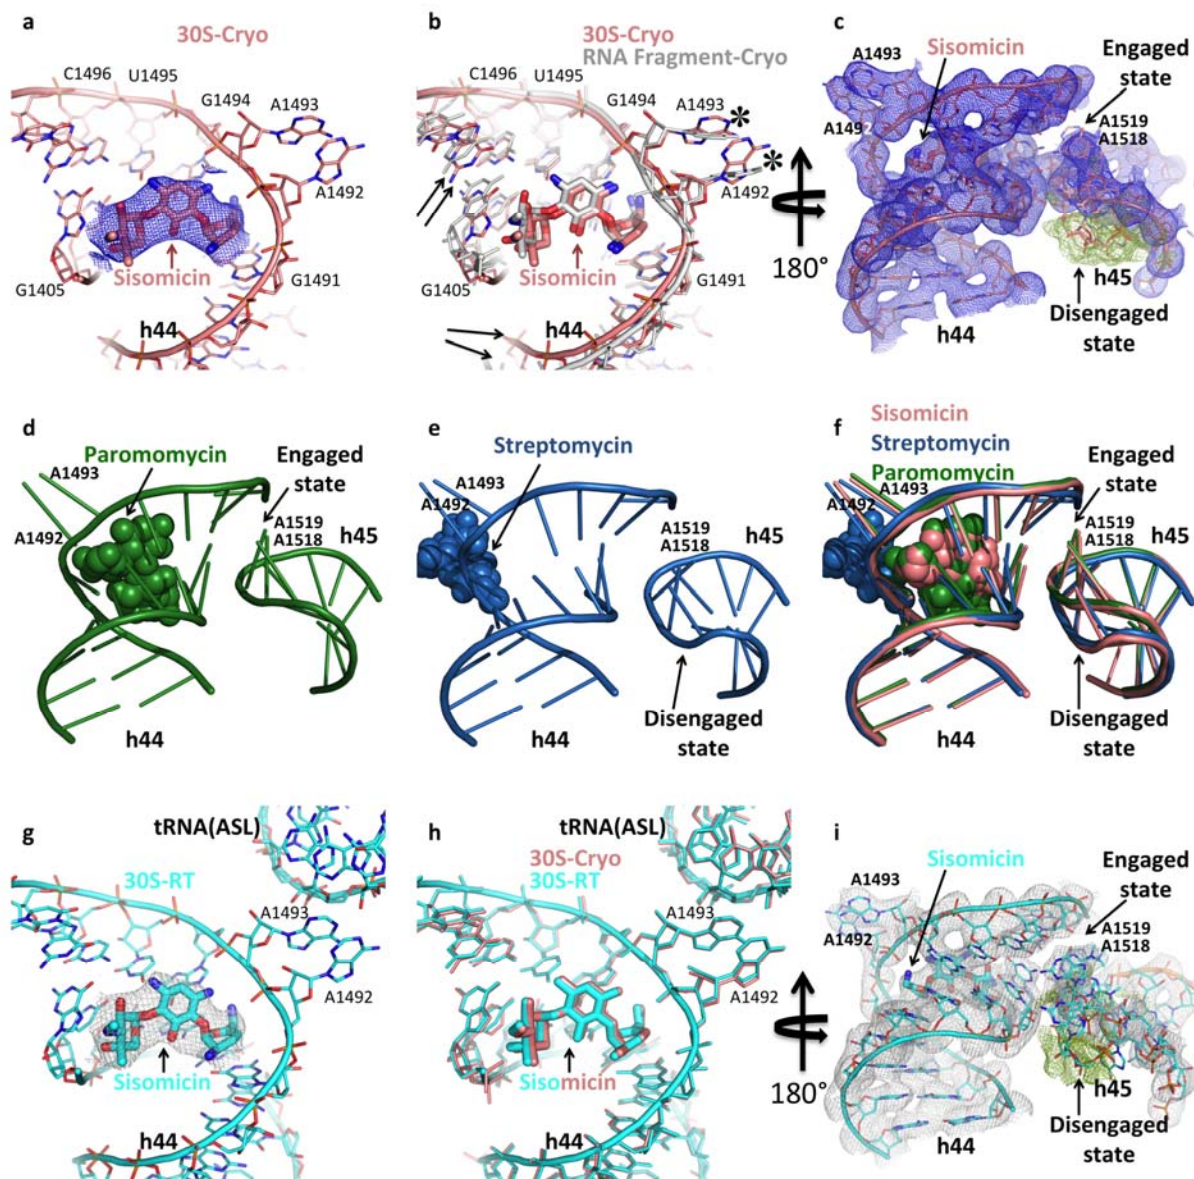 a
30S-Cryo
C1496
U1495
G1494
A1493
A1492
G1405
Sisomicin
G1491
h44
b
30S-Cryo
RNA Fragment-Cryo
C1496
U1495
G1494
A1493
*
*
A1492
G1405
Sisomicin
G1491
h44
180°
c
A1493
Sisomicin
Engaged
state
A1492
A1519
A1518
h45
h44
Disengaged
state
d
Paromomycin
Engaged
state
A1493
A1492
A1519
A1518
h45
h44
e
Streptomycin
A1493
A1492
A1519
A1518
h45
Disengaged
state
h44
f
Sisomicin
Streptomycin
Paromomycin
Engaged
state
A1493
A1492
A1519
A1518
h45
h44
Disengaged
state
g
tRNA(ASL)
30S-RT
A1493
A1492
Sisomicin
h44
h
tRNA(ASL)
30S-Cryo
30S-RT
A1493
A1492
Sisomicin
h44
180°
i
Sisomicin
Engaged
state
A1493
A1492
A1519
A1518
h45
h44
Disengaged
state